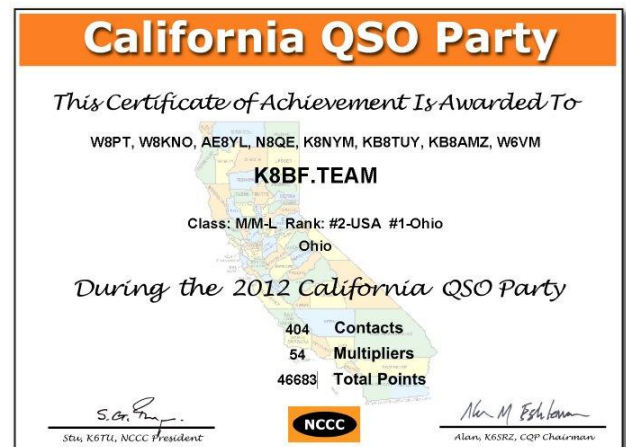 California QSO Party
This Certificate of Achievement Is Awarded To
W8PT, W8KNO, AE8YL, N8QE, K8NYM, KB8TUY, KB8AMZ, W6VM
K8BF.TEAM
Class: M/M-L Rank: #2-USA #1-Ohio
Ohio
During the 2012 California QSO Party
404 Contacts
54 Multipliers
46683 Total Points
NCCC
Stu, K6TU, NCCC President
Alan, K6SRZ, CQP Chairman